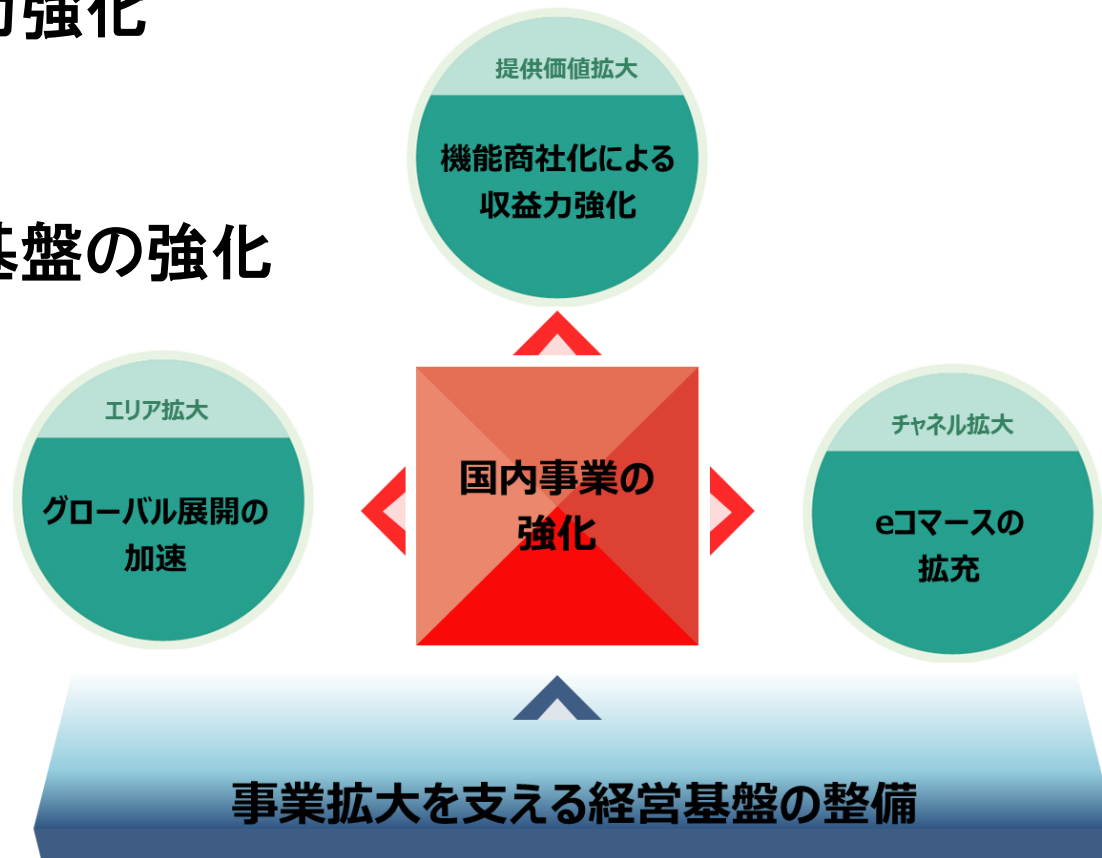 強化
提供価値拡大
機能商社化による
収益力強化
基盤の強化
エリア拡大
グローバル展開の
加速
国内事業の
強化
チャネル拡大
eコマースの
拡充
事業拡大を支える経営基盤の整備